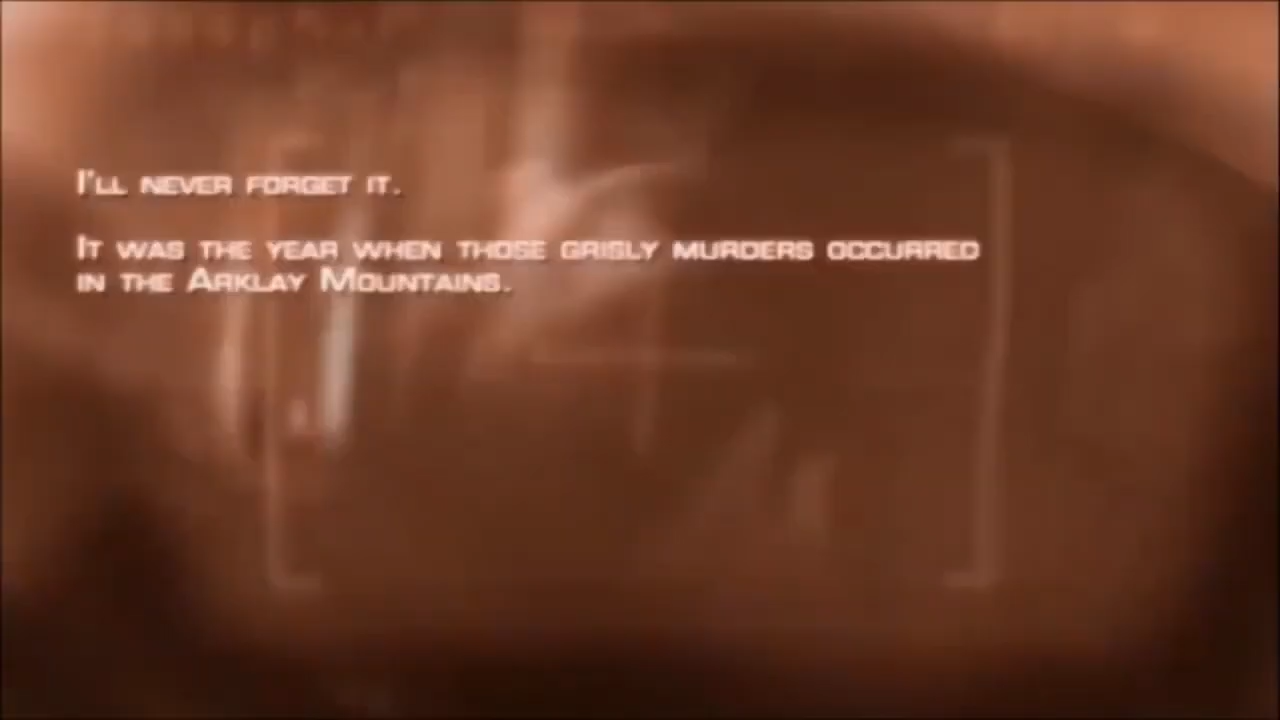 I'll never forget it.
It was the year when those grisly murders occurred
in the Arklay Mountains.